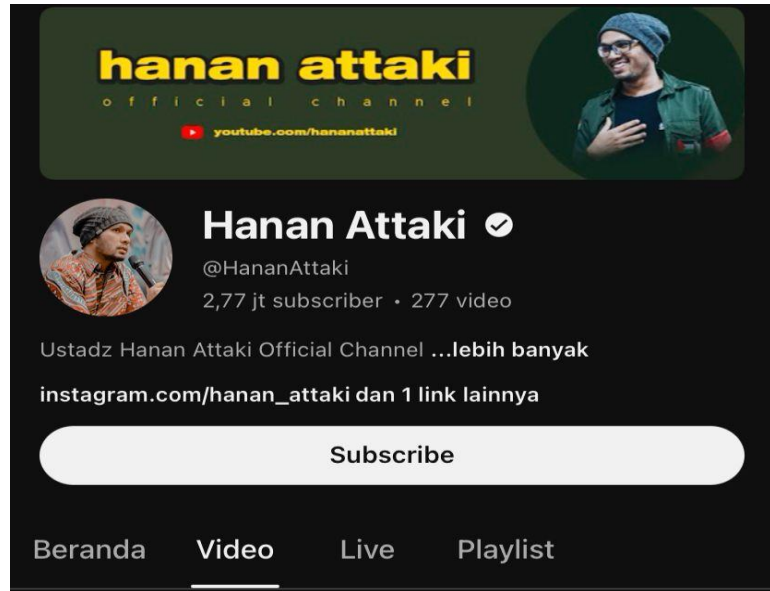 hanan attaki
official channel
youtube.com/hananattaki
Hanan Attaki
@HananAttaki
2,77 jt subscriber • 277 video
Ustadz Hanan Attaki Official Channel ...lebih banyak
instagram.com/hanan_attaki dan 1 link lainnya
Subscribe
Beranda Video Live Playlist